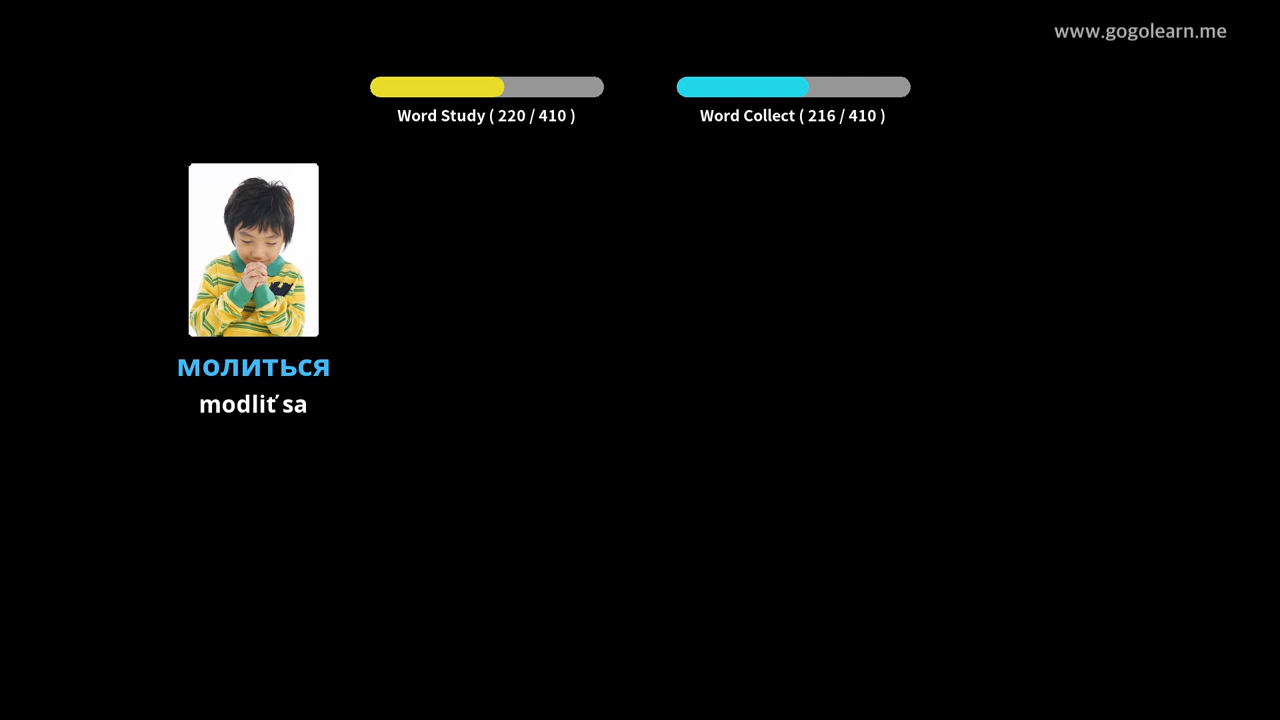 www.gogolearn.me
Word Study ( 220 / 410 )
Word Collect ( 216 / 410 )
молиться
modliť sa